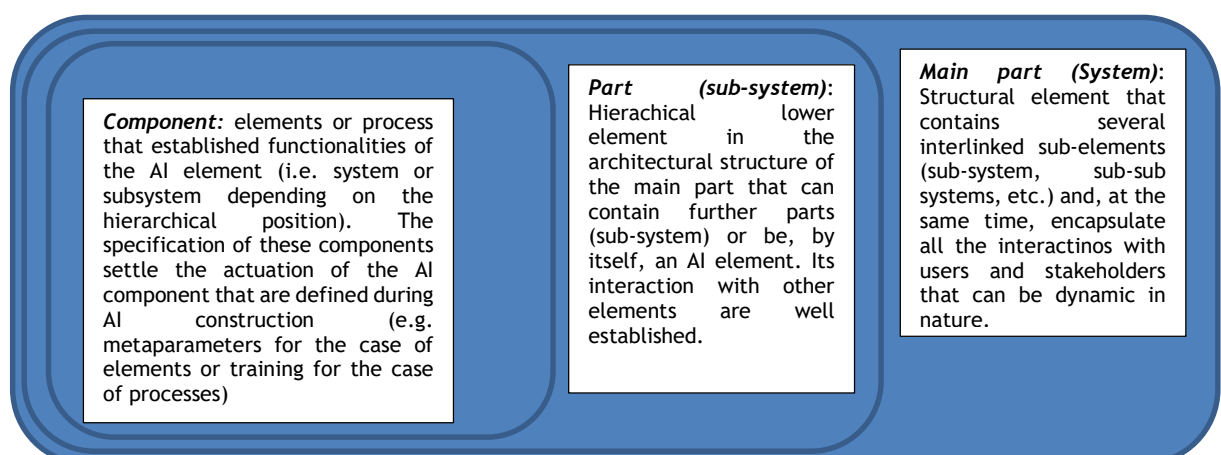 Component: elements or process
that established functionalities of
the AI element (i.e. system or
subsystem depending on the
hierarchical position). The
specification of these components
settle the actuation of the AI
component that are defined during
AI construction (e.g.
metaparameters for the case of
elements or training for the case
of processes)
Part (sub-system):
Hierachical lower
element in the
architectural structure of
the main part that can
contain further parts
(sub-system) or be, by
itself, an AI element. Its
interaction with other
elements are well
established.
Main part (System):
Structural element that
contains several
interlinked sub-elements
(sub-system, sub-sub
systems, etc.) and, at the
same time, encapsulate
all the interactinos with
users and stakeholders
that can be dynamic in
nature.